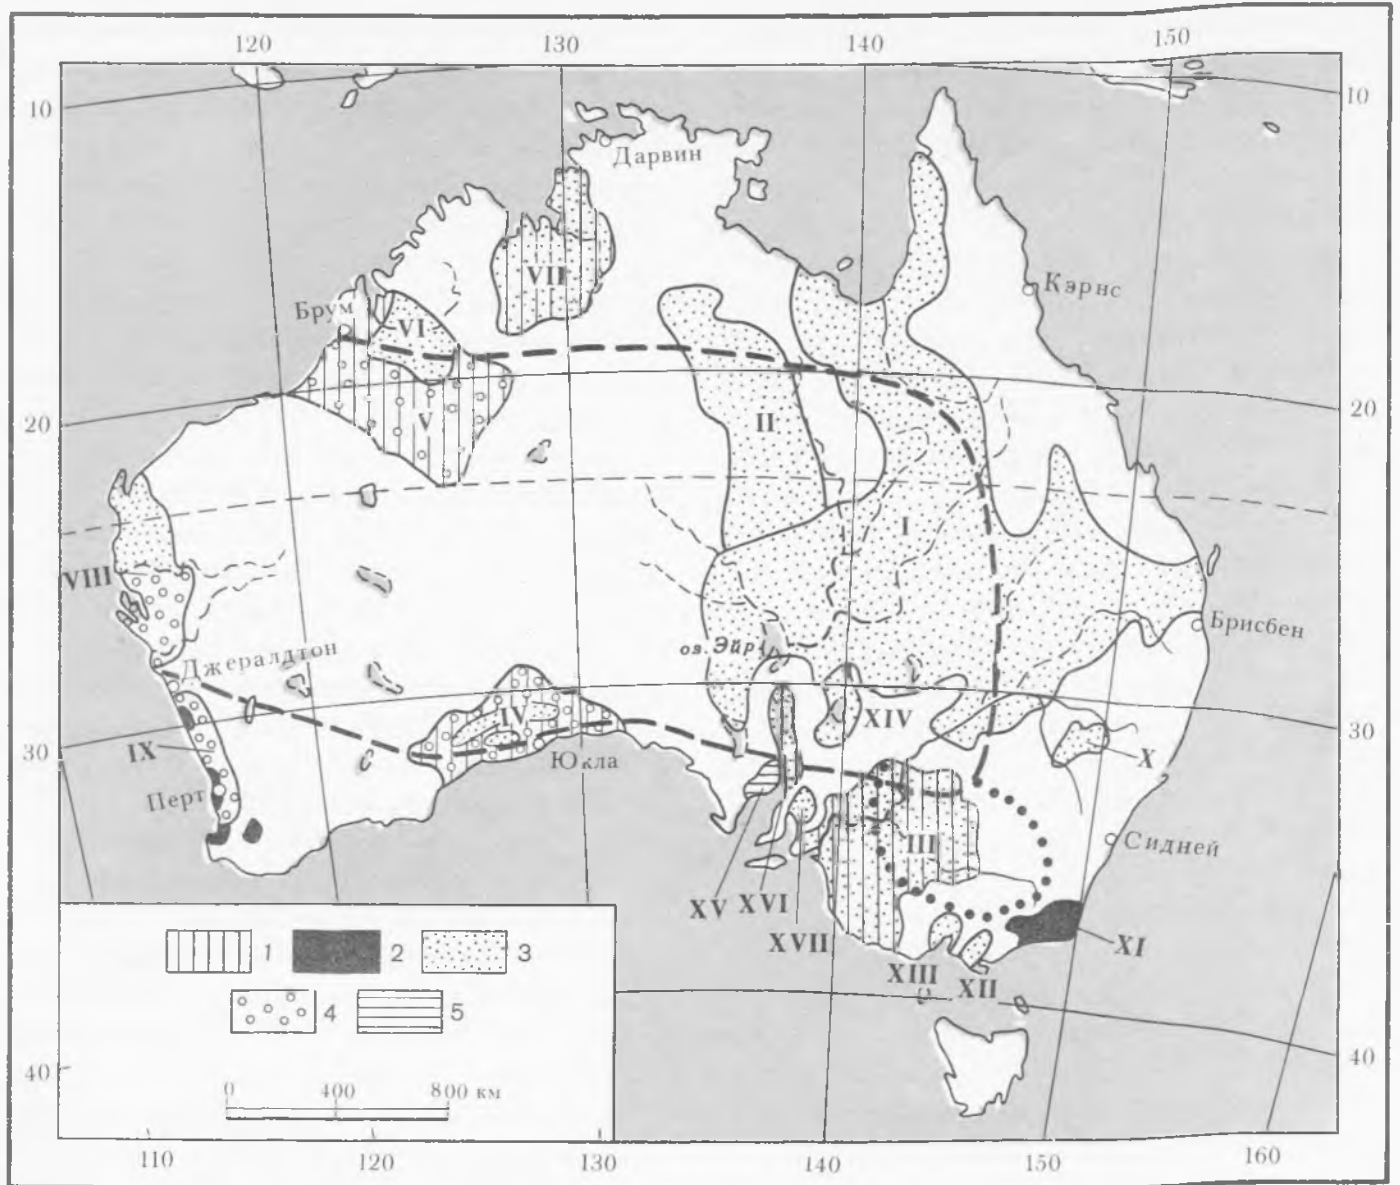 120 130 140 150
10 10
Дарвин
Кэрнс
VII
Брум
VI
20 20
II
V
I
VIII
Брисбен
оз. Эйр
Джералдтон
IV
XIV
30 30
IX
X
Юкла
Перт
III
Сидней
XV XVI
XVII
XI
XIII XII
1 2 3
4 5
0 400 800 км
40 40
110 120 130 140 150 160